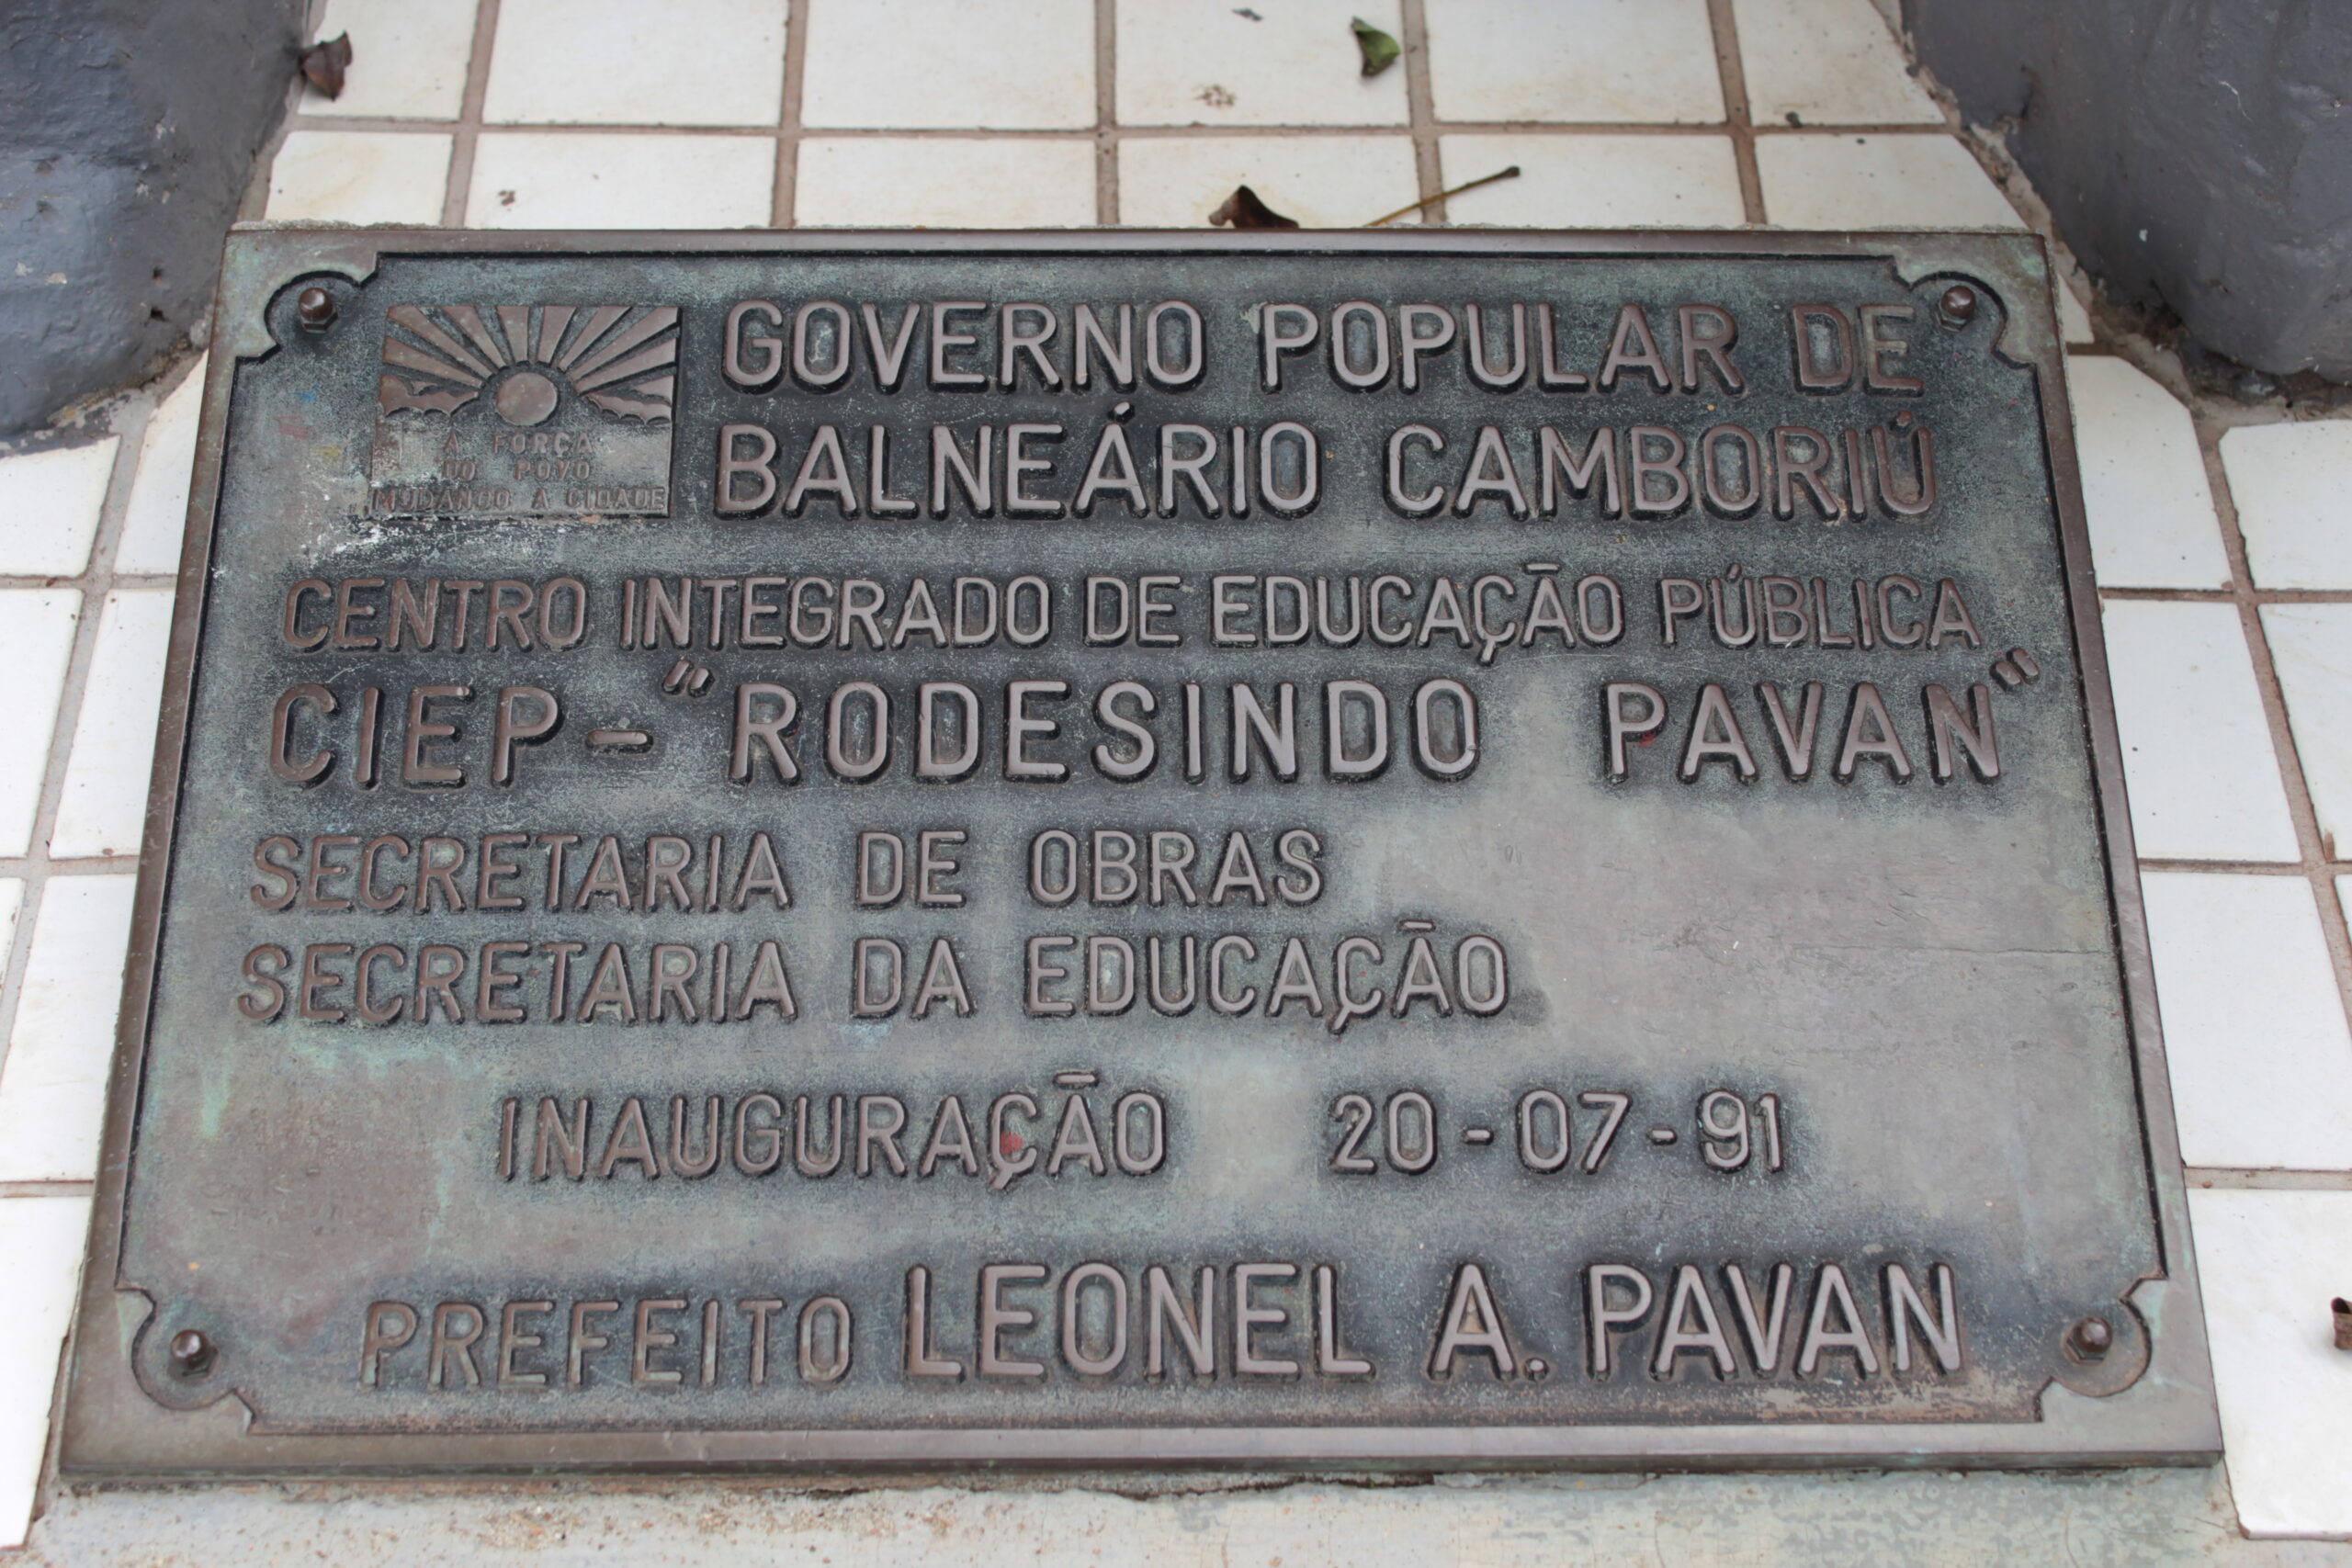 GOVERNO POPULAR DE
BALNEÁRIO CAMBORIÚ
A FORÇA
DO POVO
MUDANDO A CIDADE
CENTRO INTEGRADO DE EDUCAÇÃO PÚBLICA
CIEP - "RODESINDO PAVAN"
SECRETARIA DE OBRAS
SECRETARIA DA EDUCAÇÃO
INAUGURAÇÃO 20-07-91
PREFEITO LEONEL A. PAVAN